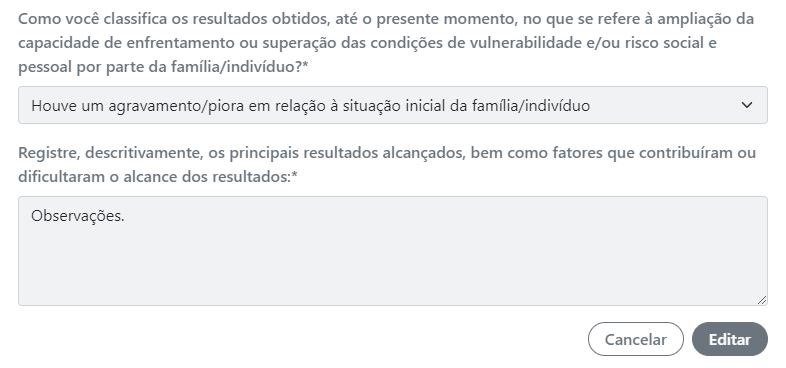 Como você classifica os resultados obtidos, até o presente momento, no que se refere à ampliação da
capacidade de enfrentamento ou superação das condições de vulnerabilidade e/ou risco social e
pessoal por parte da família/indivíduo?*
Houve um agravamento/piora em relação à situação inicial da família/indivíduo
Registre, descritivamente, os principais resultados alcançados, bem como fatores que contribuíram ou
dificultaram o alcance dos resultados:*
Observações.
Cancelar Editar